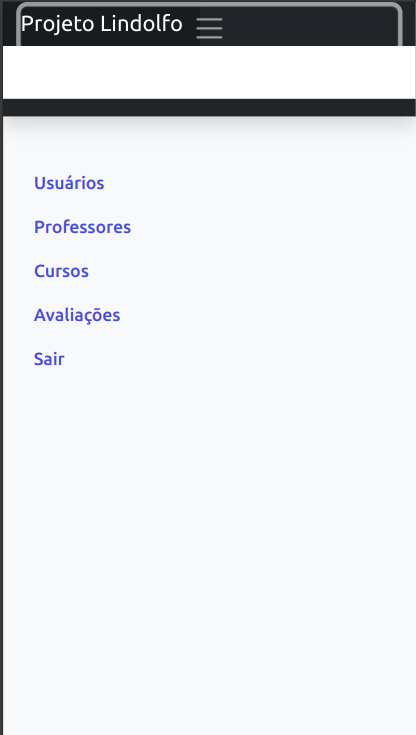 Projeto Lindolfo
Usuários
Professores
Cursos
Avaliações
Sair